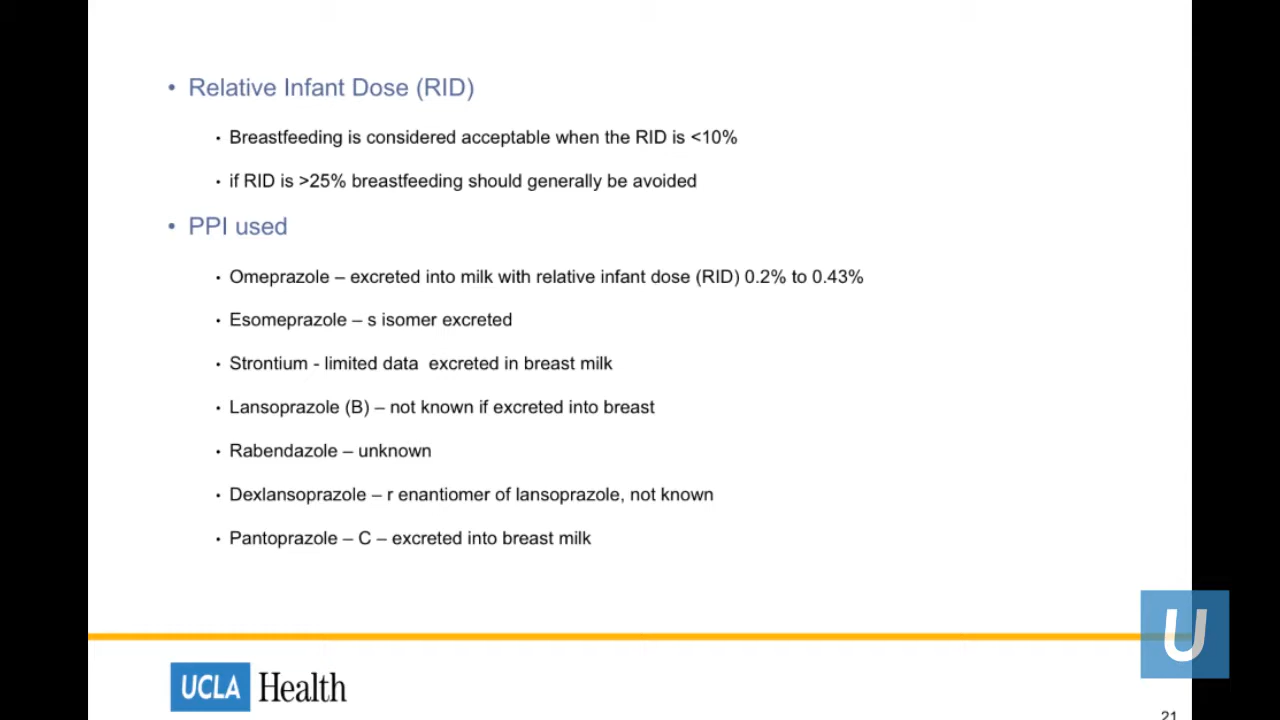 • Relative Infant Dose (RID)
• Breastfeeding is considered acceptable when the RID is <10%
• if RID is >25% breastfeeding should generally be avoided
• PPI used
• Omeprazole – excreted into milk with relative infant dose (RID) 0.2% to 0.43%
• Esomeprazole – s isomer excreted
• Strontium - limited data  excreted in breast milk
• Lansoprazole (B) – not known if excreted into breast
• Rabendazole – unknown
• Dexlansoprazole – r enantiomer of lansoprazole, not known
• Pantoprazole – C – excreted into breast milk
U
UCLA Health
21